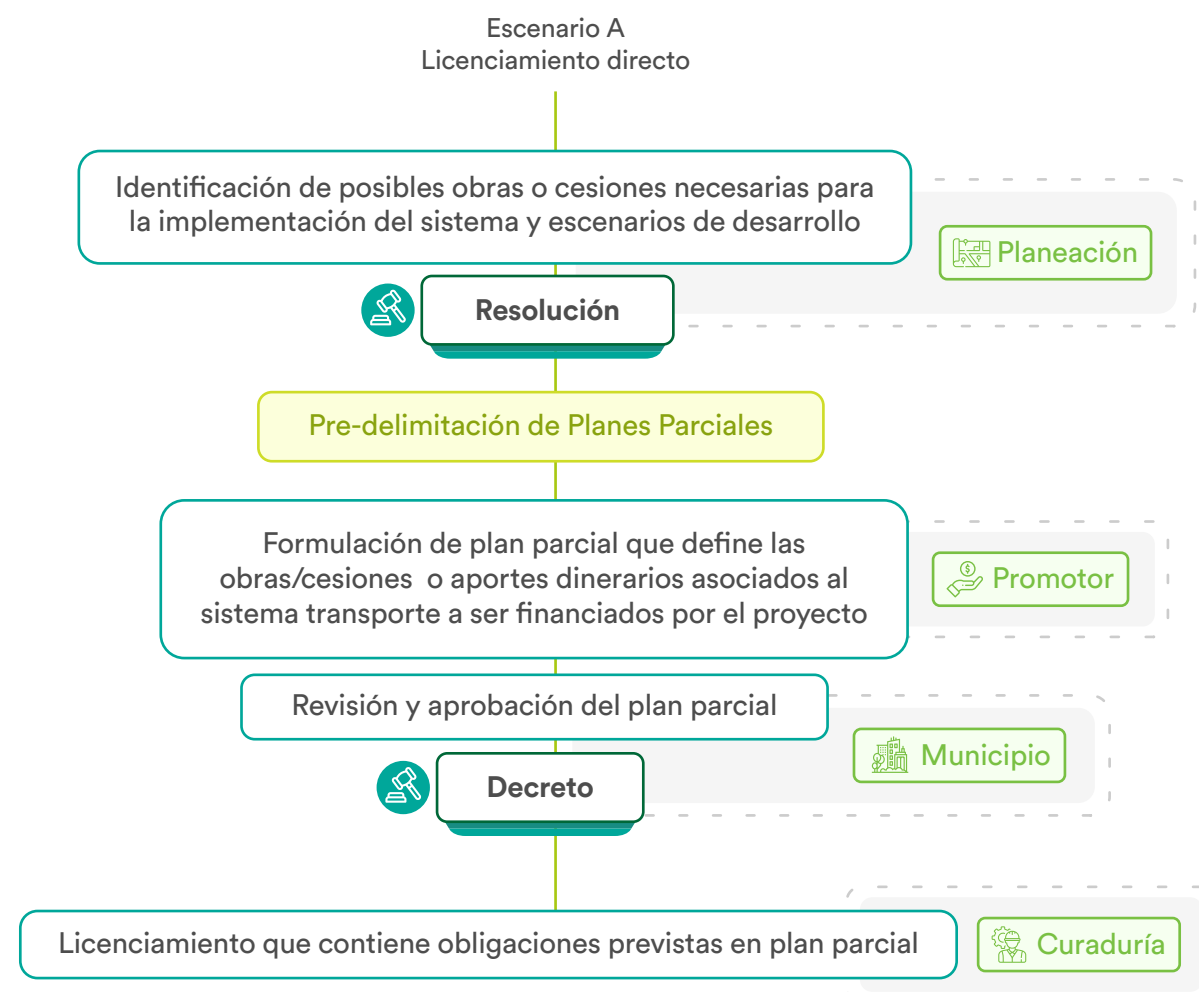 Escenario A
Licenciamiento directo
Identificación de posibles obras o cesiones necesarias para
la implementación del sistema y escenarios de desarrollo
Planeación
Resolución
Pre-delimitación de Planes Parciales
Formulación de plan parcial que define las
obras/cesiones o aportes dinerarios asociados al
sistema transporte a ser financiados por el proyecto
Promotor
Revisión y aprobación del plan parcial
Municipio
Decreto
Licenciamiento que contiene obligaciones previstas en plan parcial
Curaduría